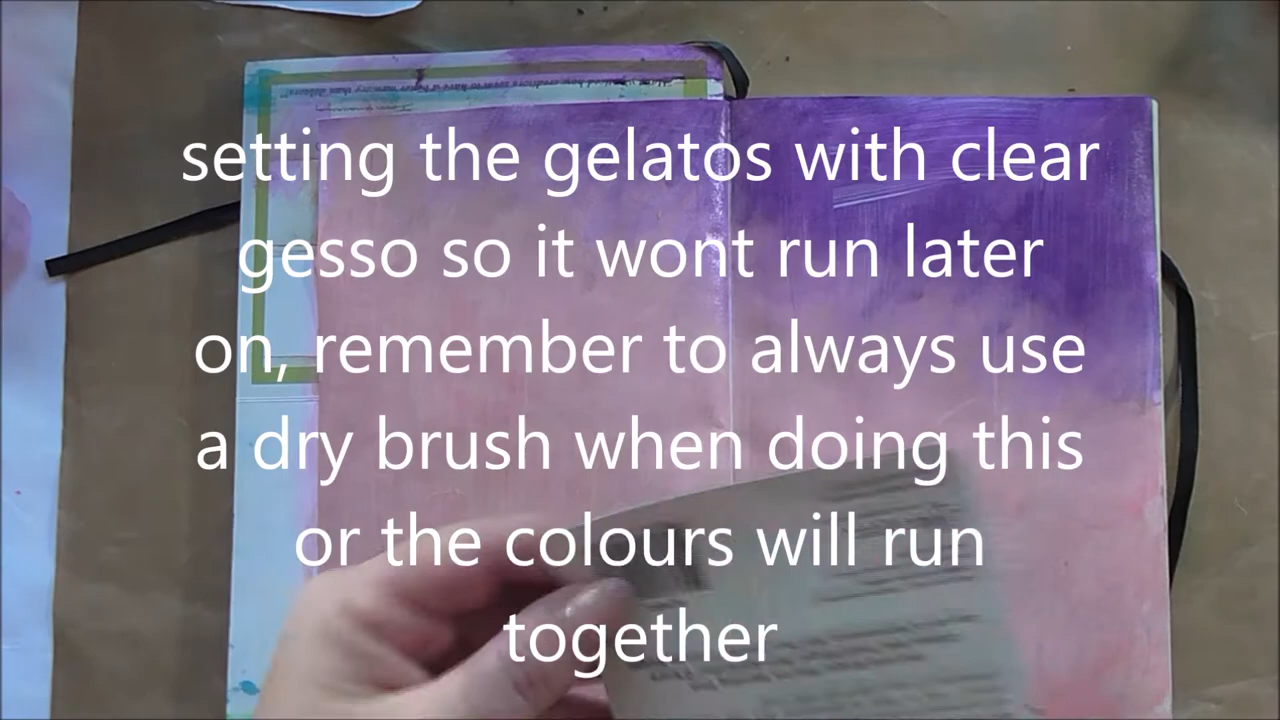 setting the gelatos with clear
gesso so it wont run later
on, remember to always use
a dry brush when doing this
or the colours will run
together